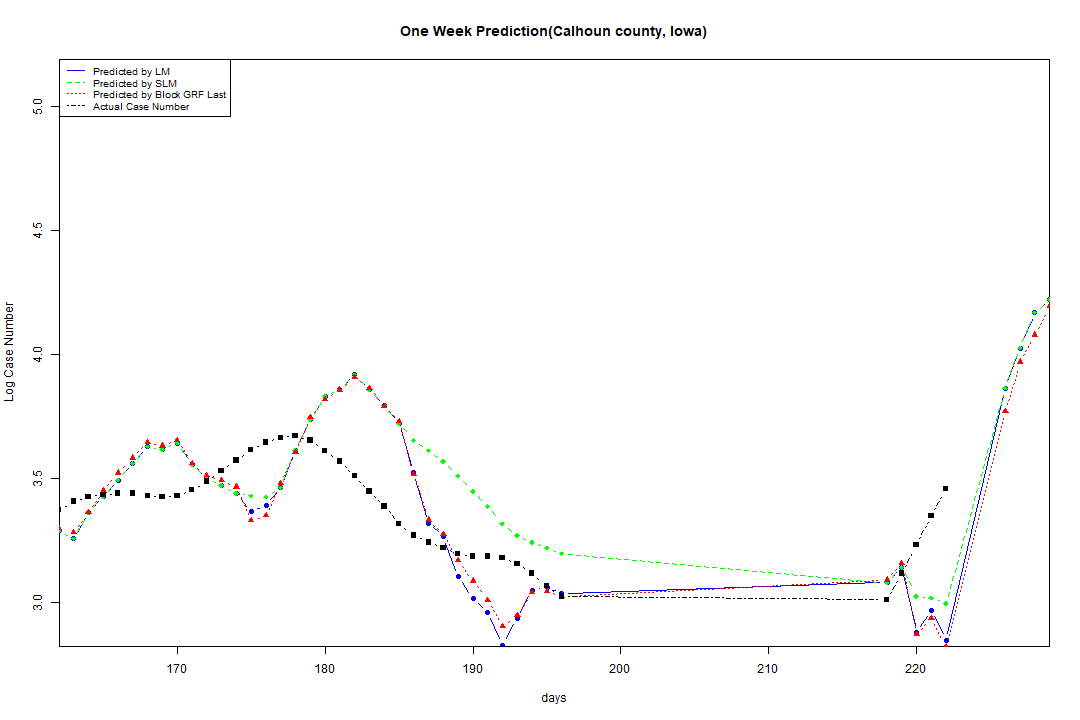 One Week Prediction(Calhoun county, Iowa)
Predicted by LM
Predicted by SLM
Predicted by Block GRF Last
Actual Case Number
5.0
4.5
4.0
3.5
3.0
Log Case Number
170 180 190 200 210 220
days